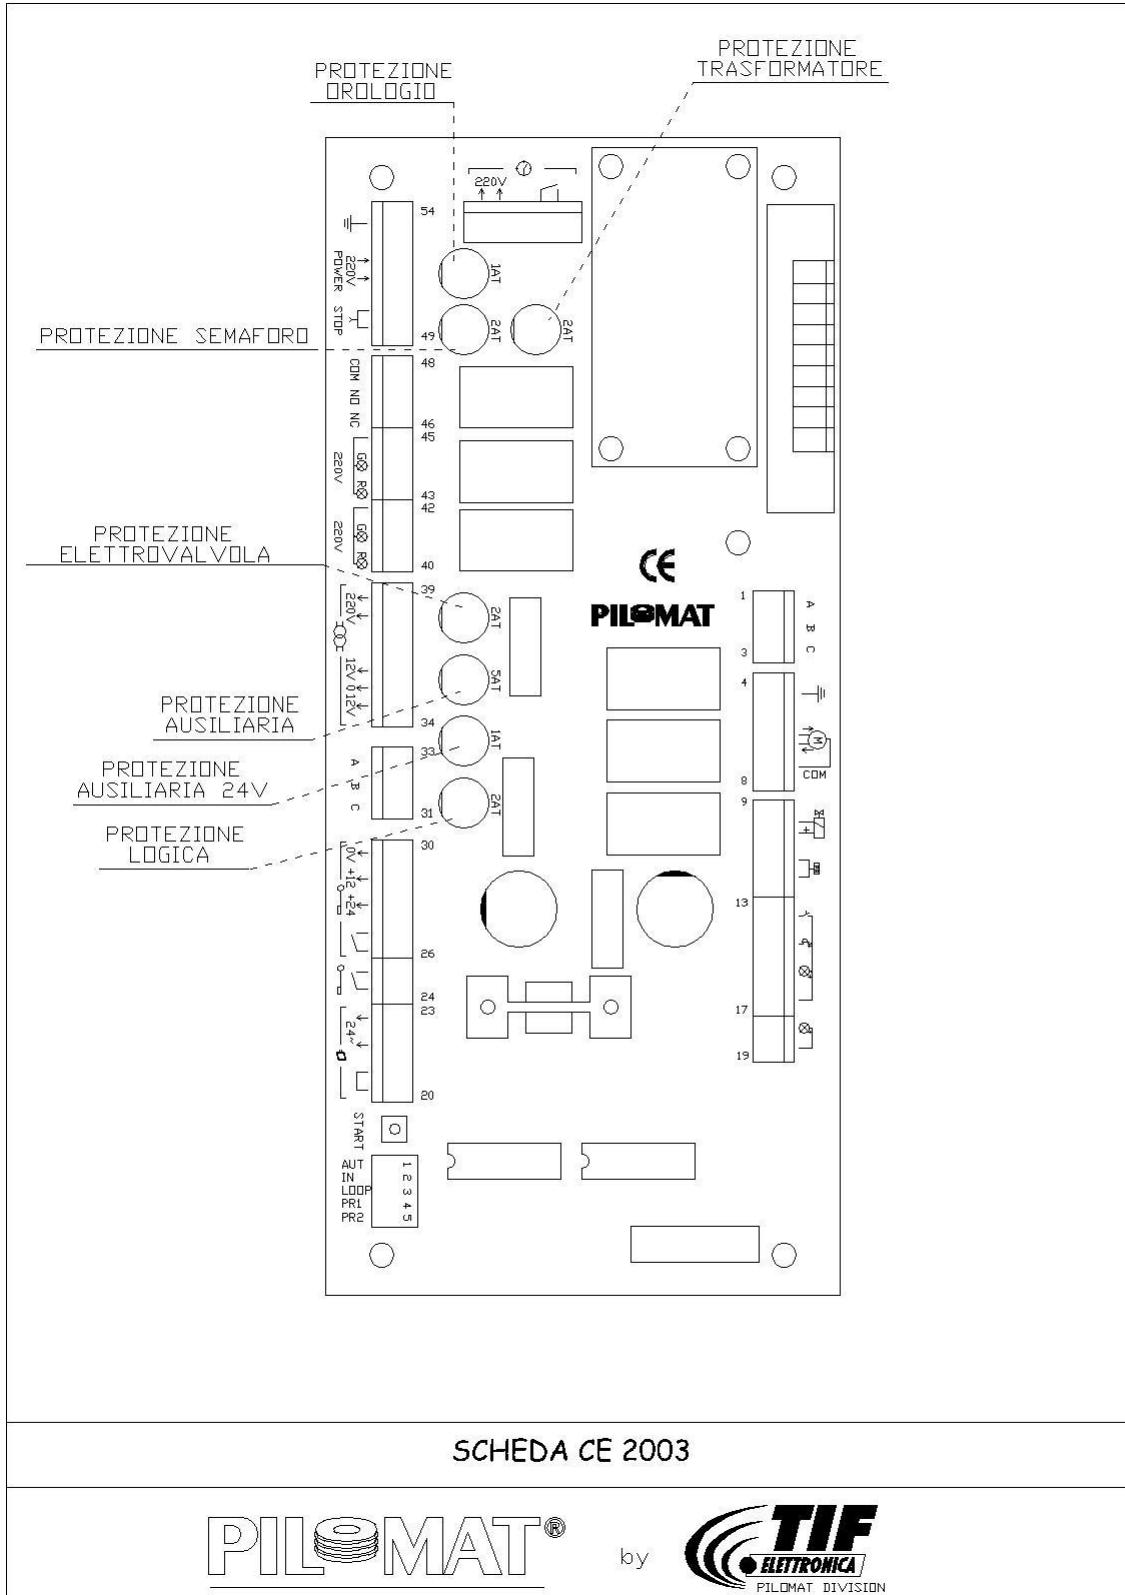 PROTEZIONE
OROLOGIO
PROTEZIONE
TRASFORMATORE
220V
54
220V
POWER
1AT
STOP
2AT
2AT
49
PROTEZIONE SEMAFORO
48
COM NO NC
46
45
220V
G
R
43
42
220V
G
R
40
PROTEZIONE
ELETTROVALVOLA
CE
PILOMAT
39
220V
2AT
1
A
B
C
3
12V 0 12V
5AT
4
PROTEZIONE
AUSILIARIA
34
33
1AT
M
COM
8
PROTEZIONE
AUSILIARIA 24V
A
B
C
2AT
9
31
PROTEZIONE
LOGICA
30
0V +12 +24
13
26
24
23
24~
17
19
20
START
AUT 1
IN 2
LOOP 3
PR1 4
PR2 5
SCHEDA CE 2003
PILOMAT®
by
TIF
ELETTRONICA
PILOMAT DIVISION